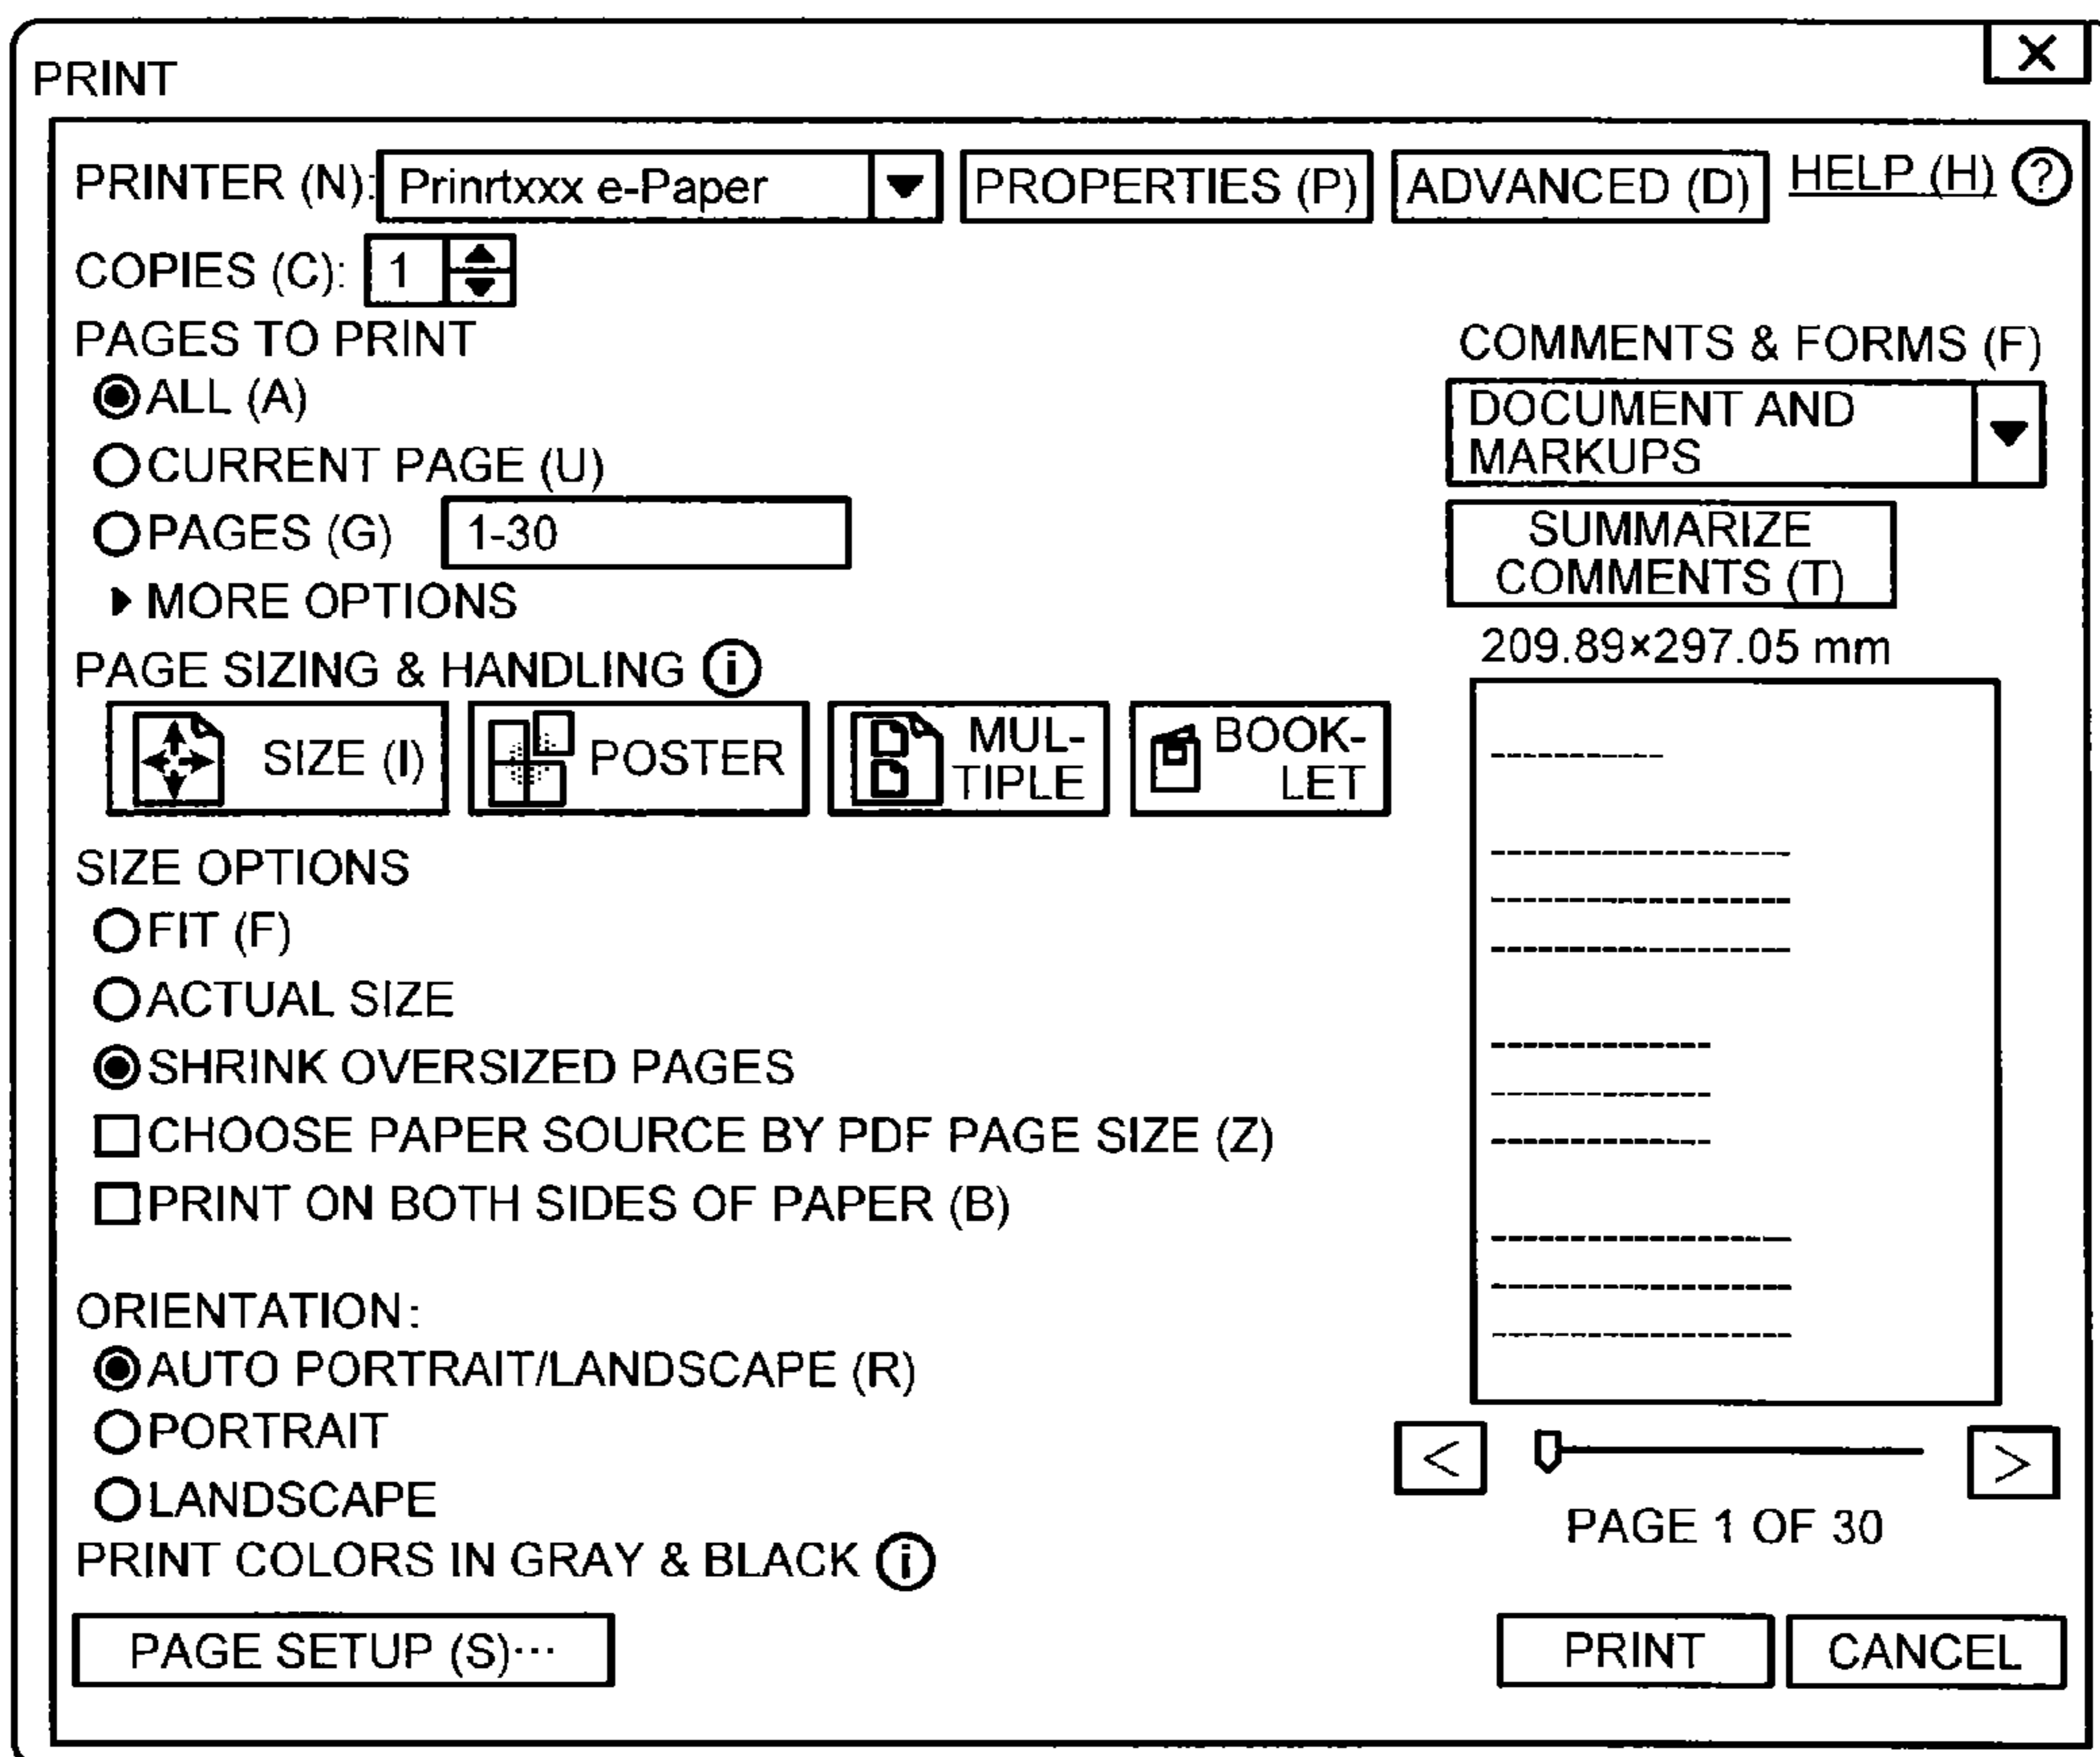 PRINT
X
PRINTER (N): Prinrtxxx e-Paper PROPERTIES (P) ADVANCED (D) HELP (H) ?
COPIES (C): 1
PAGES TO PRINT
ALL (A)
CURRENT PAGE (U)
PAGES (G) 1-30
MORE OPTIONS
COMMENTS & FORMS (F)
DOCUMENT AND
MARKUPS
SUMMARIZE
COMMENTS (T)
209.89×297.05 mm
PAGE SIZING & HANDLING i
SIZE (I)
POSTER
MUL-
TIPLE
BOOK-
LET
SIZE OPTIONS
FIT (F)
ACTUAL SIZE
SHRINK OVERSIZED PAGES
CHOOSE PAPER SOURCE BY PDF PAGE SIZE (Z)
PRINT ON BOTH SIDES OF PAPER (B)
ORIENTATION:
AUTO PORTRAIT/LANDSCAPE (R)
PORTRAIT
LANDSCAPE
< >
PAGE 1 OF 30
PRINT COLORS IN GRAY & BLACK i
PAGE SETUP (S)···
PRINT
CANCEL